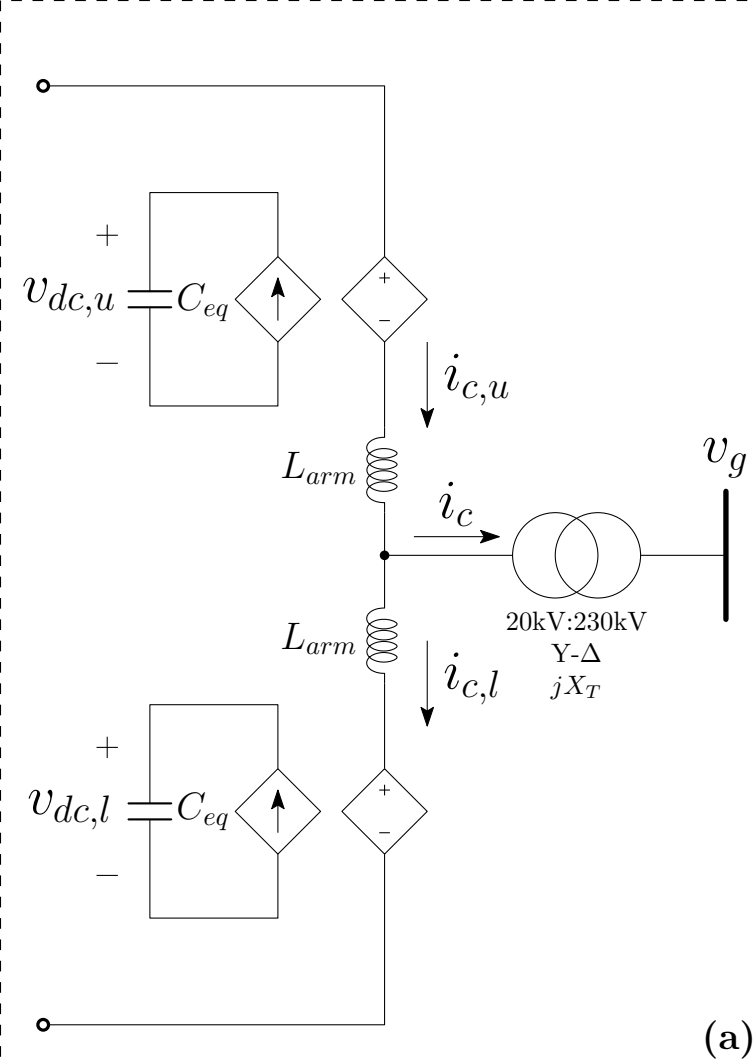 +
v_{dc,u}
C_{eq}
−
+
−
i_{c,u}
L_{arm}
i_c
v_g
20kV:230kV
Y-Δ
jX_T
L_{arm}
i_{c,l}
+
v_{dc,l}
C_{eq}
−
+
−
(a)